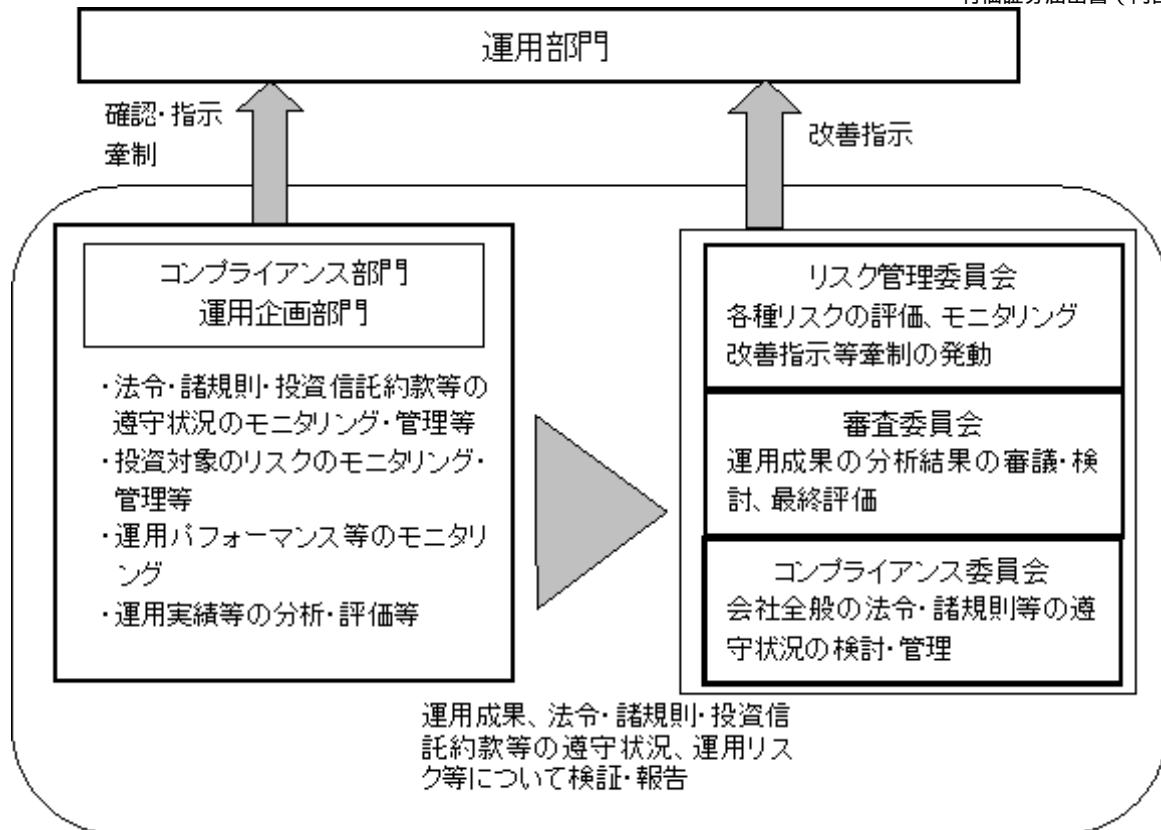 運用部門
確認・指示
牽制
改善指示
コンプライアンス部門
運用企画部門
・法令・諸規則・投資信託約款等の
遵守状況のモニタリング・管理等
・投資対象のリスクのモニタリング・
管理等
・運用パフォーマンス等のモニタリ
ング
・運用実績等の分析・評価等
リスク管理委員会
各種リスクの評価、モニタリング
改善指示等牽制の発動
審査委員会
運用成果の分析結果の審議・検
討、最終評価
コンプライアンス委員会
会社全般の法令・諸規則等の遵
守状況の検討・管理
運用成果、法令・諸規則・投資信
託約款等の遵守状況、運用リス
ク等について検証・報告